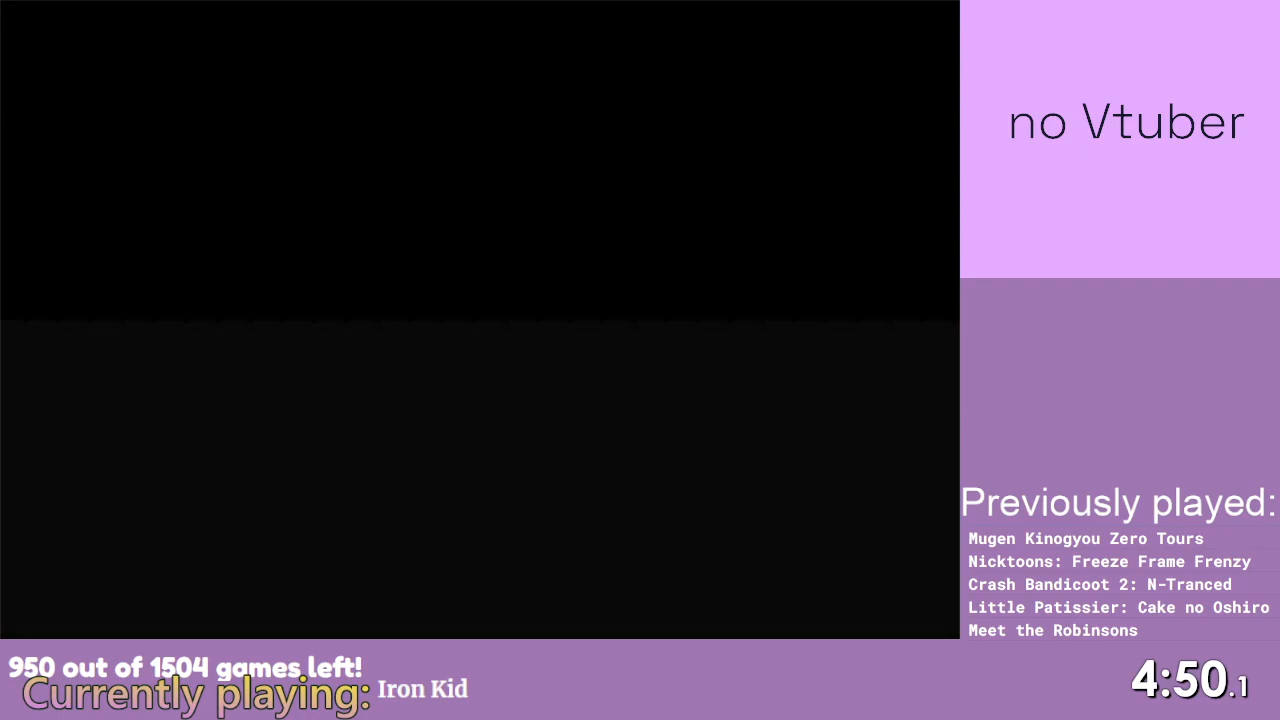 no Vtuber
Previously played:
Mugen Kinogyou Zero Tours
Nicktoons: Freeze Frame Frenzy
Crash Bandicoot 2: N-Tranced
Little Patissier: Cake no Oshiro
Meet the Robinsons
950 out of 1504 games left!
Currently playing: Iron Kid
4:50.1